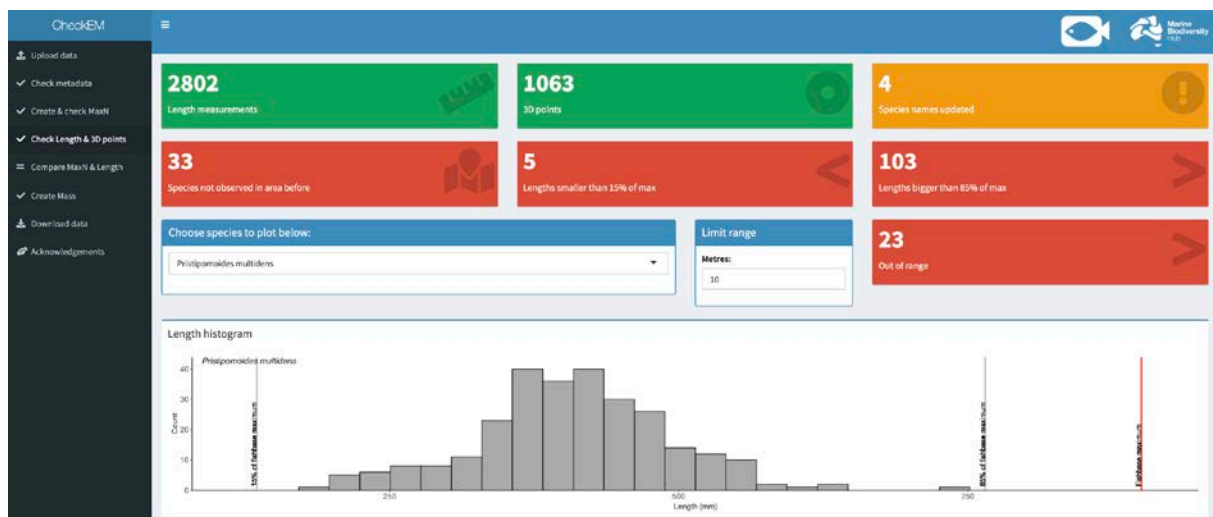 CheckEM
Marine
Biodiversity
Hub
Upload data
Check metadata
Create & check MaxN
Check Length & 3D points
Compare MaxN & Length
Create Mass
Download data
Acknowledgements
2802
Length measurements
1063
3D points
4
Species names updated
33
Species not observed in area before
5
Lengths smaller than 15% of max
103
Lengths bigger than 85% of max
Choose species to plot below:
Pristipomoides multidens
Limit range
Metres:
10
23
Out of range
Length histogram
Pristipomoides multidens
40
30
20
10
0
Count
15% of fishbase maximum
85% of fishbase maximum
Fishbase maximum
250
500
750
Length (mm)